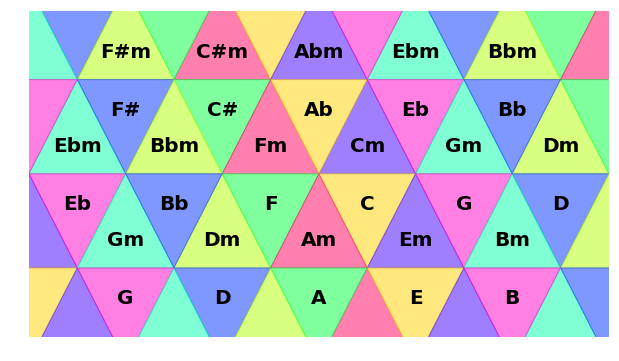 F#m C#m Abm Ebm Bbm
F# C# Ab Eb Bb
Ebm Bbm Fm Cm Gm Dm
Eb Bb F C G D
Gm Dm Am Em Bm
G D A E B